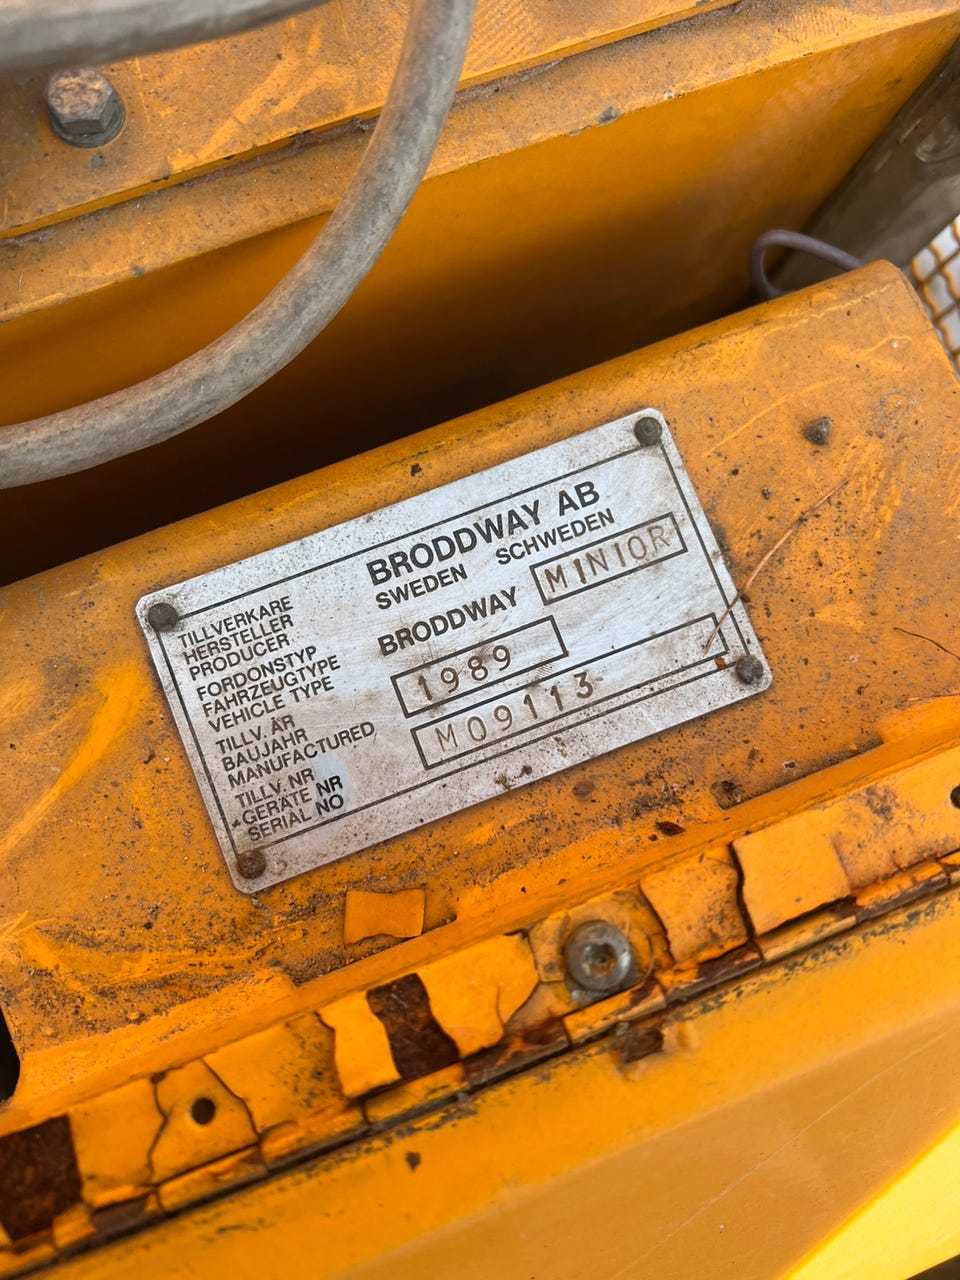 TILLVERKARE
HERSTELLER
PRODUCER
BRODDWAY AB
SWEDEN SCHWEDEN
FORDONSTYP
FAHRZEUGTYPE
VEHICLE TYPE
BRODDWAY MINIOR
TILLV. ÅR
BAUJAHR
MANUFACTURED
1989
TILLV. NR
GERÄTE NR
SERIAL NO
M09113